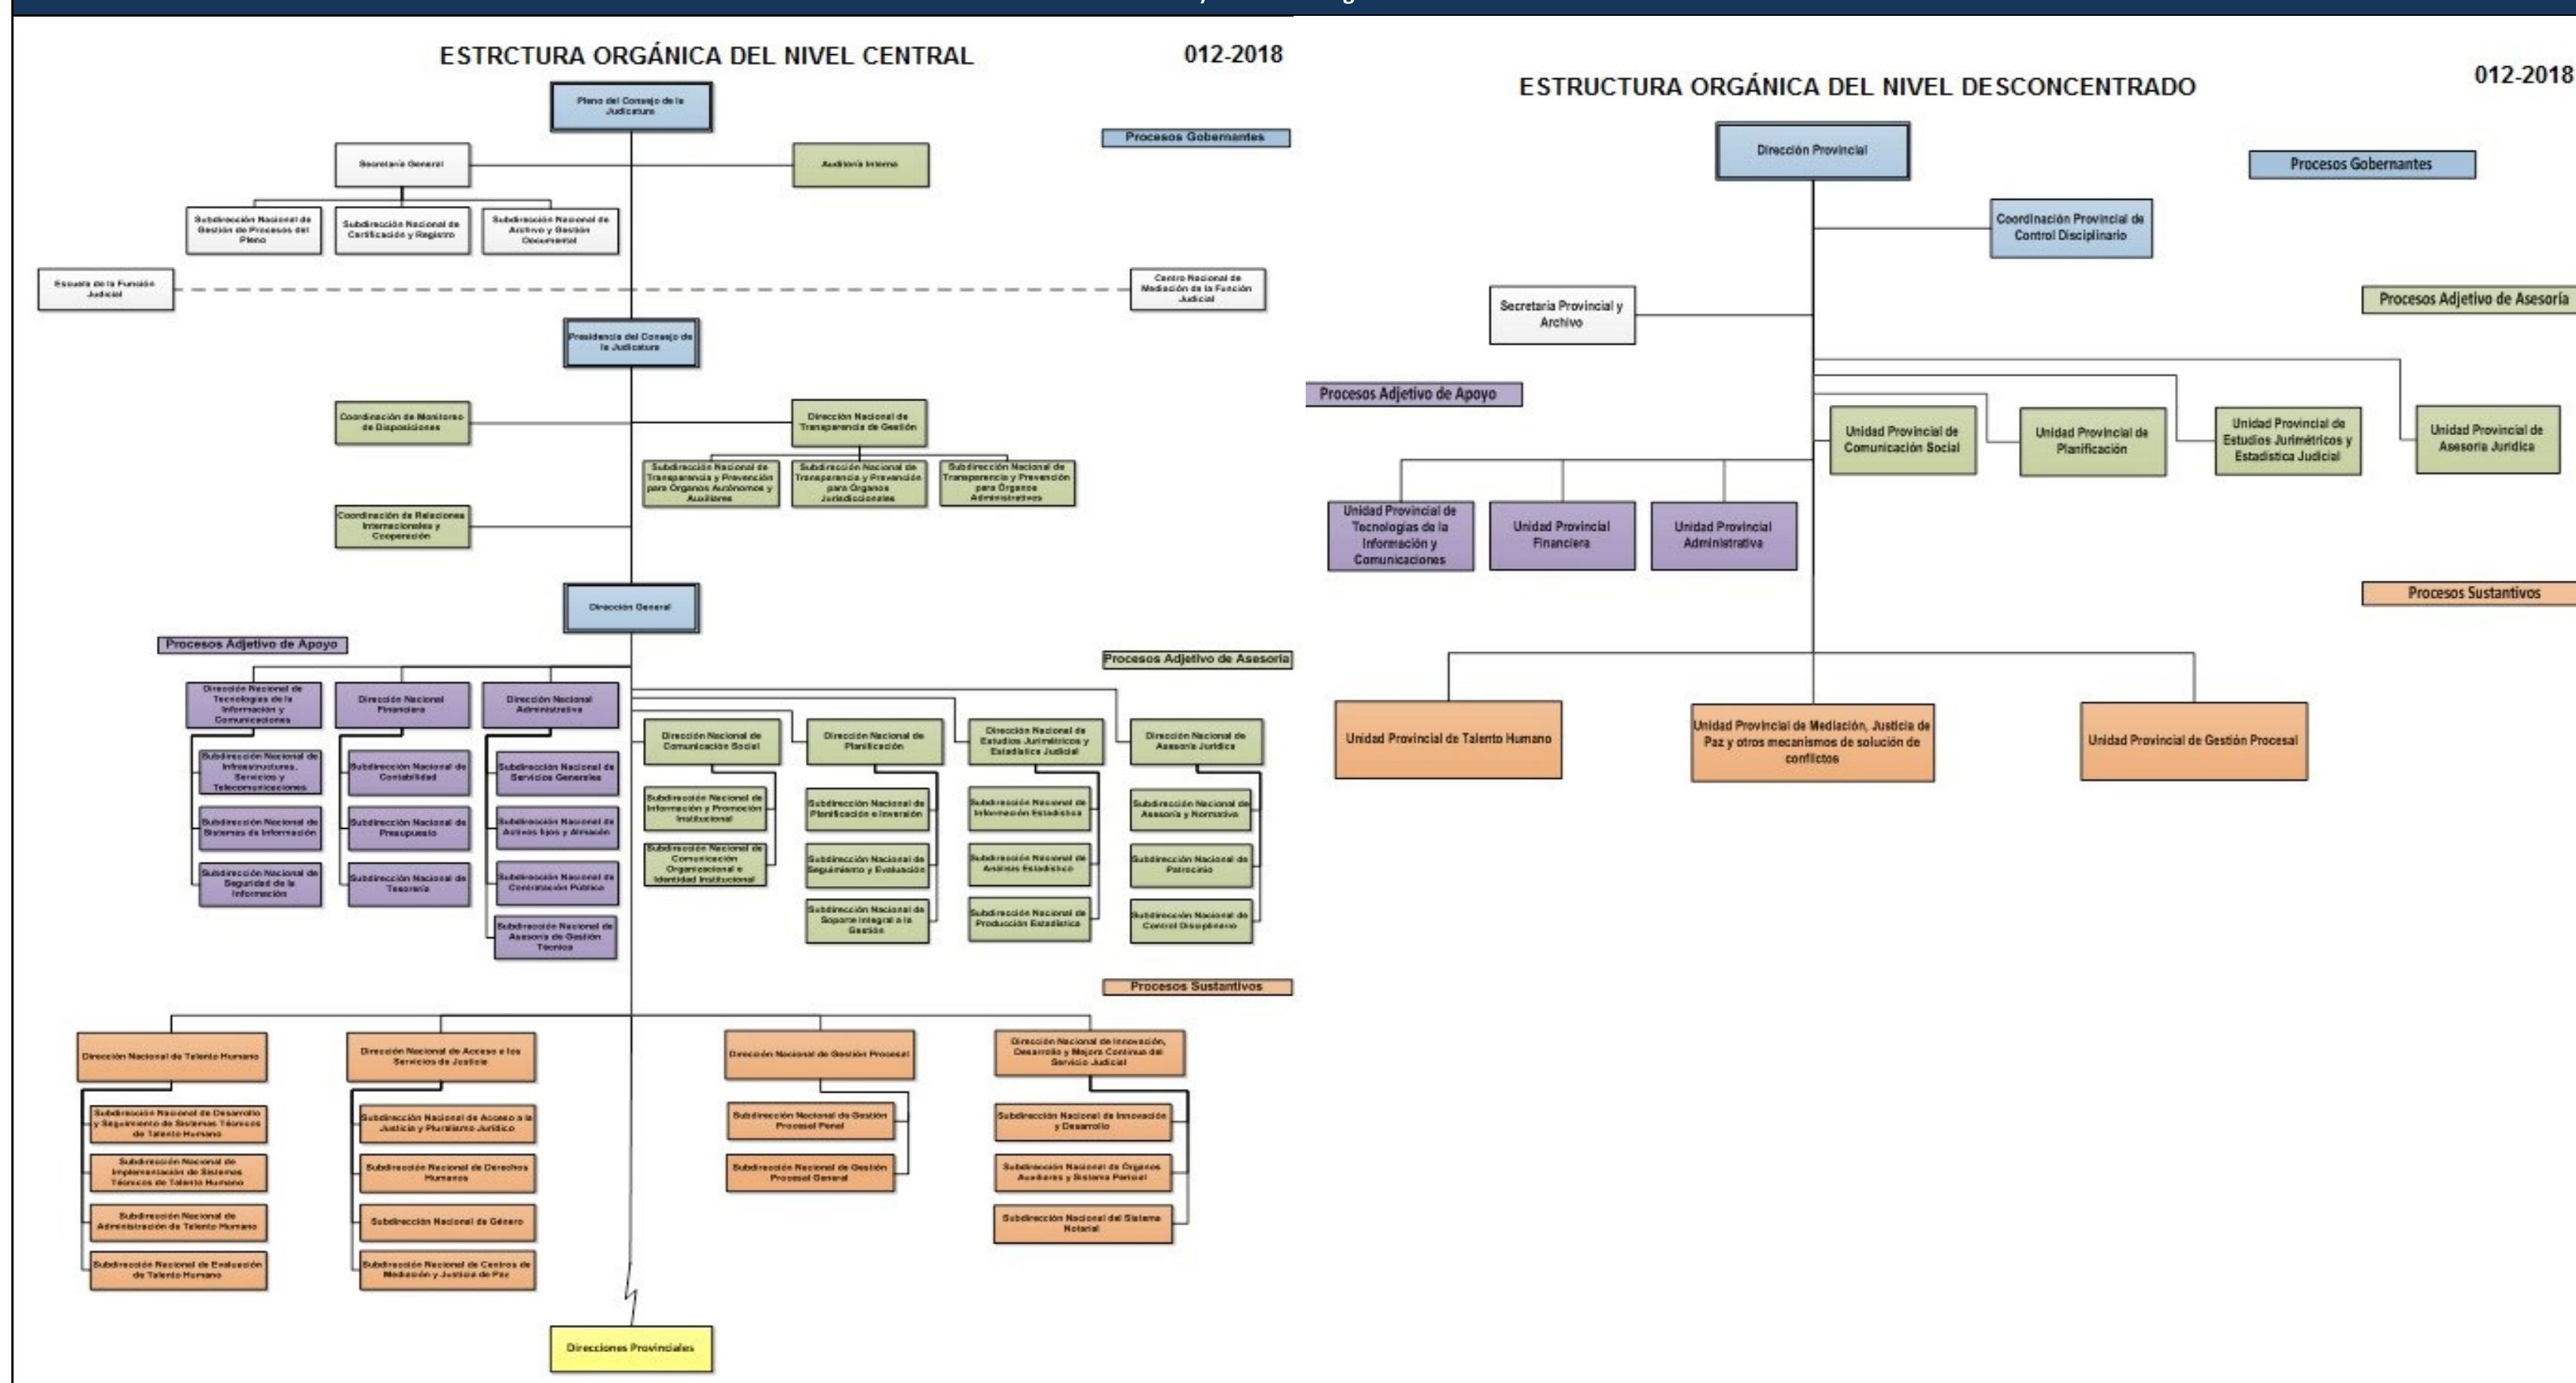 ESTRCTURA ORGÁNICA DEL NIVEL CENTRAL
012-2018
Pleno del Consejo de la
Judicatura
Procesos Gobernantes
Secretaría General
Auditoría Interna
Subdirección Nacional de
Gestión de Procesos del
Pleno
Subdirección Nacional de
Certificación y Registro
Subdirección Nacional de
Archivo y Gestión
Documental
Escuela de la Función
Judicial
Centro Nacional de
Mediación de la Función
Judicial
Presidencia del Consejo de
la Judicatura
Coordinación de Monitoreo
de Disposiciones
Dirección Nacional de
Transparencia de Gestión
Subdirección Nacional de
Transparencia y Prevención
para Órganos Autónomos y
Auxiliares
Subdirección Nacional de
Transparencia y Prevención
para Órganos
Jurisdiccionales
Subdirección Nacional de
Transparencia y Prevención
para Órganos
Administrativos
Coordinación de Relaciones
Internacionales y
Cooperación
Dirección General
Procesos Adjetivo de Apoyo
Procesos Adjetivo de Asesoría
Dirección Nacional de
Tecnologías de la
Información y
Comunicaciones
Subdirección Nacional de
Infraestructura,
Servicios y
Telecomunicaciones
Subdirección Nacional de
Sistemas de Información
Subdirección Nacional de
Seguridad de la
Información
Dirección Nacional
Financiera
Subdirección Nacional de
Contabilidad
Subdirección Nacional de
Presupuesto
Subdirección Nacional de
Tesorería
Dirección Nacional
Administrativa
Subdirección Nacional de
Servicios Generales
Subdirección Nacional de
Activos fijos y Almacén
Subdirección Nacional de
Contratación Pública
Subdirección Nacional de
Asesoría de Gestión
Técnica
Dirección Nacional de
Comunicación Social
Subdirección Nacional de
Información y Promoción
Institucional
Subdirección Nacional de
Comunicación
Organizacional e
Identidad Institucional
Dirección Nacional de
Planificación
Subdirección Nacional de
Planificación e Inversión
Subdirección Nacional de
Seguimiento y Evaluación
Subdirección Nacional de
Soporte Integral a la
Gestión
Dirección Nacional de
Estudios Jurimétricos y
Estadística Judicial
Subdirección Nacional de
Información Estadística
Subdirección Nacional de
Análisis Estadístico
Subdirección Nacional de
Producción Estadística
Dirección Nacional de
Asesoría Jurídica
Subdirección Nacional de
Asesoría y Normativa
Subdirección Nacional de
Patrocinio
Subdirección Nacional de
Control Disciplinario
Procesos Sustantivos
Dirección Nacional de Talento Humano
Subdirección Nacional de Desarrollo
y Seguimiento de Sistemas Técnicos
de Talento Humano
Subdirección Nacional de
Implementación de Sistemas
Técnicos de Talento Humano
Subdirección Nacional de
Administración de Talento Humano
Subdirección Nacional de Evaluación
de Talento Humano
Dirección Nacional de Acceso a los
Servicios de Justicia
Subdirección Nacional de Acceso a la
Justicia y Pluralismo Jurídico
Subdirección Nacional de Derechos
Humanos
Subdirección Nacional de Género
Subdirección Nacional de Centros de
Mediación y Justicia de Paz
Dirección Nacional de Gestión Procesal
Subdirección Nacional de Gestión
Procesal Penal
Subdirección Nacional de Gestión
Procesal General
Dirección Nacional de Innovación,
Desarrollo y Mejora Continua del
Servicio Judicial
Subdirección Nacional de Innovación
y Desarrollo
Subdirección Nacional de Órganos
Auxiliares y Sistema Pericial
Subdirección Nacional del Sistema
Notarial
Direcciones Provinciales
ESTRUCTURA ORGÁNICA DEL NIVEL DESCONCENTRADO
012-2018
Dirección Provincial
Procesos Gobernantes
Coordinación Provincial de
Control Disciplinario
Procesos Adjetivo de Asesoría
Secretaria Provincial y
Archivo
Procesos Adjetivo de Apoyo
Unidad Provincial de
Comunicación Social
Unidad Provincial de
Planificación
Unidad Provincial de
Estudios Jurimétricos y
Estadística Judicial
Unidad Provincial de
Asesoría Jurídica
Unidad Provincial de
Tecnologías de la
Información y
Comunicaciones
Unidad Provincial
Financiera
Unidad Provincial
Administrativa
Procesos Sustantivos
Unidad Provincial de Talento Humano
Unidad Provincial de Mediación, Justicia de
Paz y otros mecanismos de solución de
conflictos
Unidad Provincial de Gestión Procesal